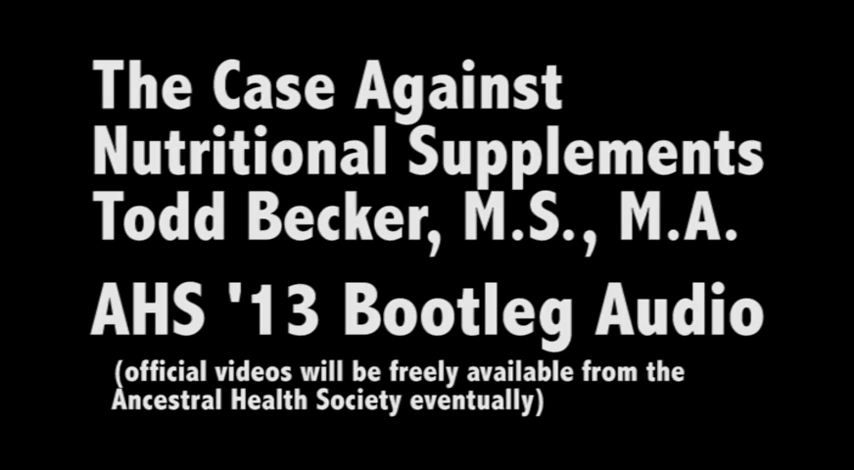 The Case Against
Nutritional Supplements
Todd Becker, M.S., M.A.
AHS '13 Bootleg Audio
(official videos will be freely available from the
Ancestral Health Society eventually)